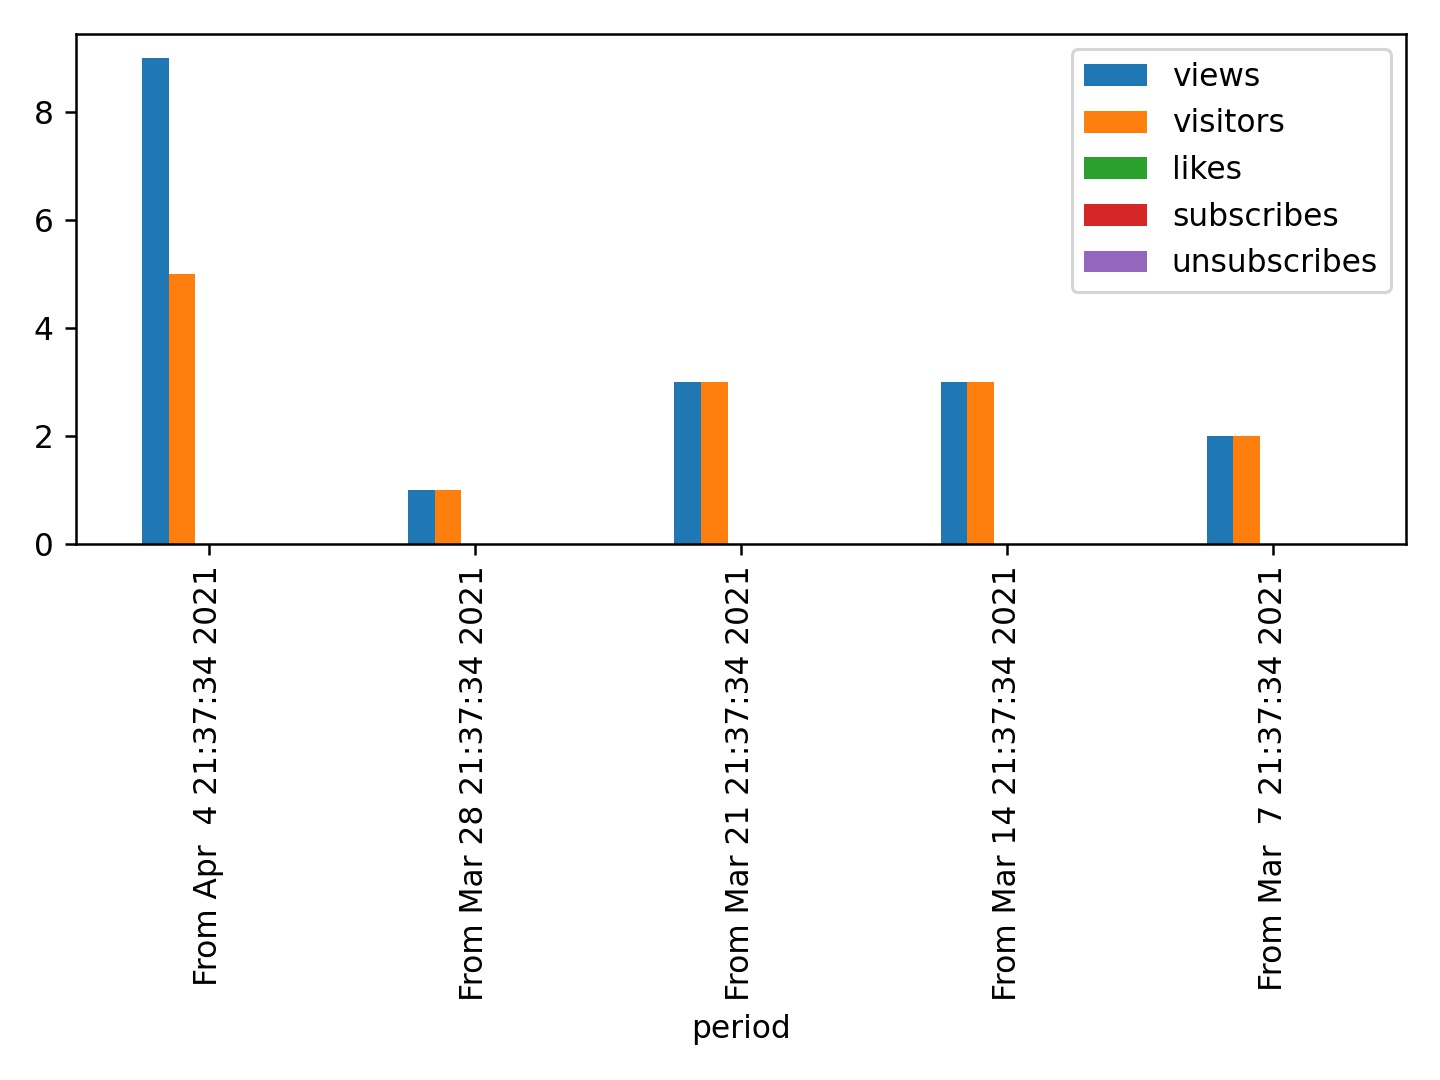 views
visitors
likes
subscribes
unsubscribes
8
6
4
2
0
From Apr  4 21:37:34 2021
From Mar 28 21:37:34 2021
From Mar 21 21:37:34 2021
From Mar 14 21:37:34 2021
From Mar  7 21:37:34 2021
period